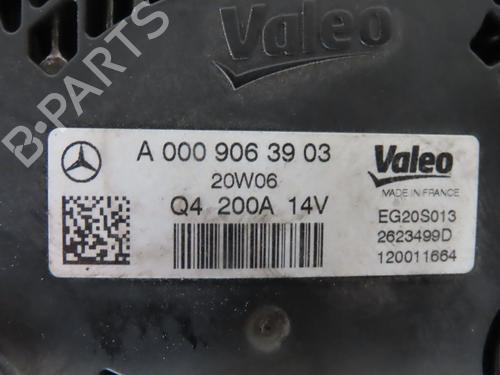 Valeo
B-PARTS
A 000 906 39 03
20W06
Q4 200A 14V
Valeo
MADE IN FRANCE
EG20S013
2623499D
120011664